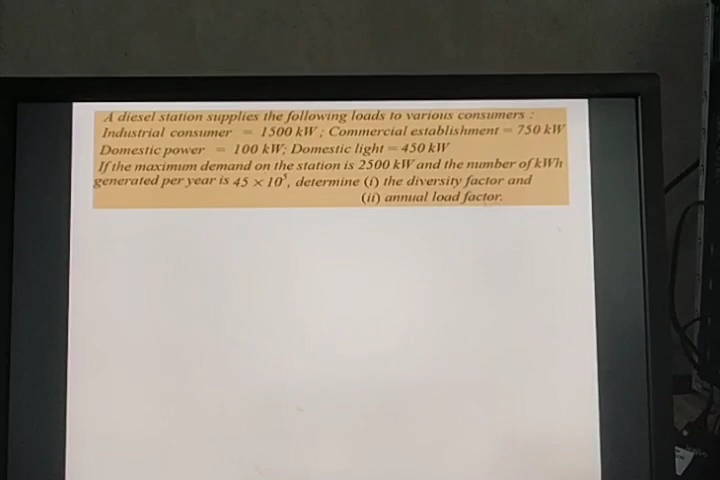 A diesel station supplies the following loads to various consumers :
Industrial consumer = 1500 kW ; Commercial establishment = 750 kW
Domestic power = 100 kW; Domestic light = 450 kW
If the maximum demand on the station is 2500 kW and the number of kWh
generated per year is 45 × 10⁵, determine (i) the diversity factor and
(ii) annual load factor.